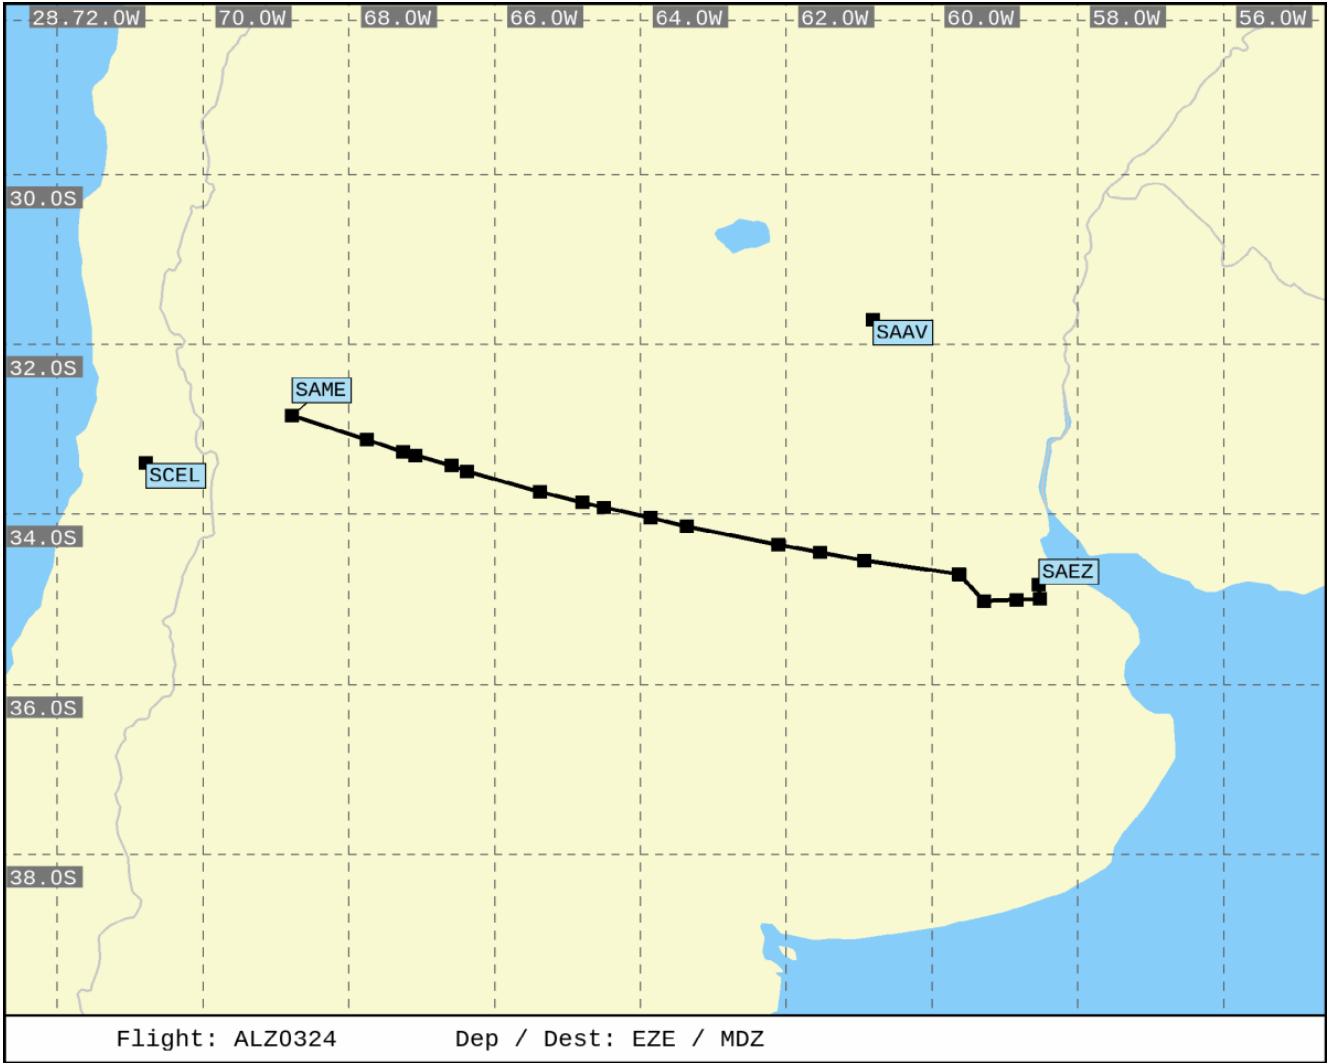 28.72.0W 70.0W 68.0W 66.0W 64.0W 62.0W 60.0W 58.0W 56.0W
30.0S
SAAV
32.0S
SAME
SCEL
34.0S
SAEZ
36.0S
38.0S
Flight: ALZ0324 Dep / Dest: EZE / MDZ